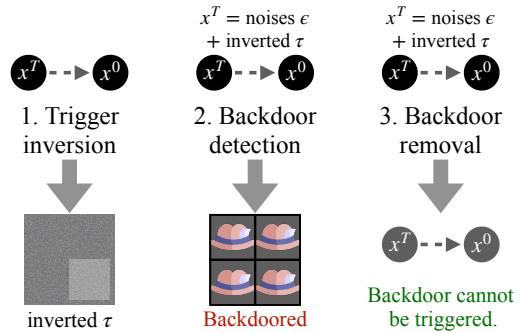 x^T = noises ϵ
+ inverted τ
x^T = noises ϵ
+ inverted τ
x^T x^0
x^T x^0
x^T x^0
1. Trigger
inversion
2. Backdoor
detection
3. Backdoor
removal
x^T x^0
inverted τ
Backdoored
Backdoor cannot
be triggered.